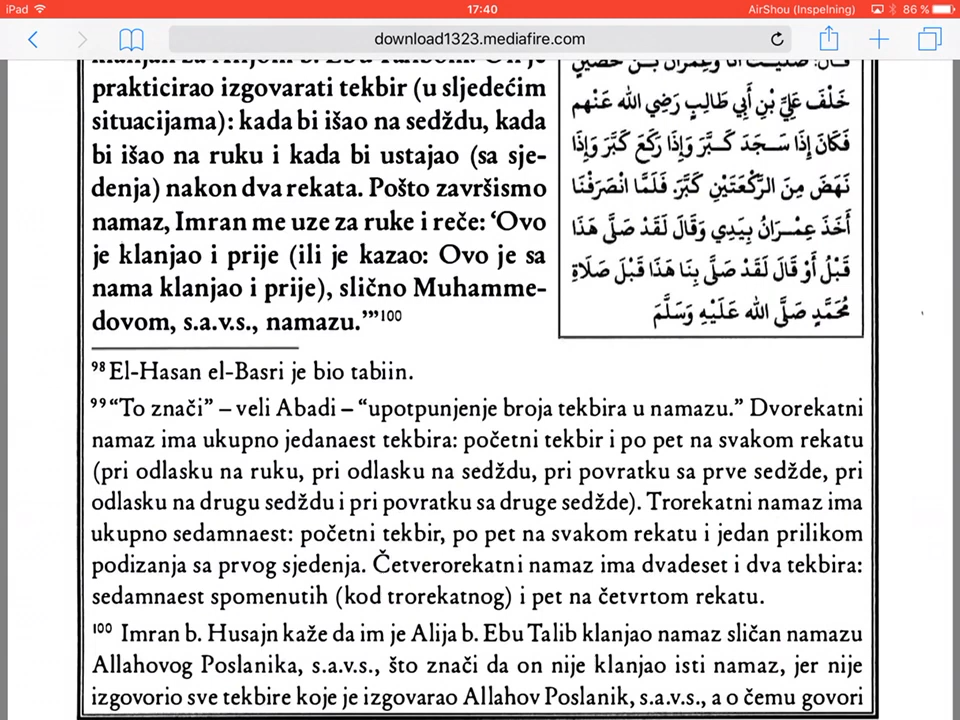 iPad
17:40
AirShou (Inspelning)
86 %
download1323.mediafire.com
prakticirao izgovarati tekbir (u sljedećim
situacijama): kada bi išao na sedždu, kada
bi išao na ruku i kada bi ustajao (sa sje-
denja) nakon dva rekata. Pošto završismo
namaz, Imran me uze za ruke i reče: ‘Ovo
je klanjao i prije (ili je kazao: Ovo je sa
nama klanjao i prije), slično Muhamme-
dovom, s.a.v.s., namazu.’”100
خَلْفَ عَلِيِّ بْنِ أَبِي طَالِبٍ رَضِيَ اللهُ عَنْهم
فَكَانَ إِذَا سَـجَدَ كَـبَّرَ وَإِذَا رَكَعَ كَبَّرَ وَإِذَا
نَهَضَ مِنَ الرَّكْعَتَيْنِ كَبَّرَ. فَلَمَّا انْصَرَفْنَا
أَخَذَ عِمْـرَانُ بِيَدِي وَقَالَ لَقَدْ صَلَّى هَذَا
قَبْلُ أَوْ قَالَ لَقَدْ صَلَّى بِنَا هَذَا قَبْلَ صَلَاةِ
مُحَمَّدٍ صَلَّى اللهُ عَلَيْهِ وَسَلَّمَ
98 El-Hasan el-Basri je bio tabiin.
99 “To znači” – veli Abadi – “upotpunjenje broja tekbira u namazu.” Dvorekatni
namaz ima ukupno jedanaest tekbira: početni tekbir i po pet na svakom rekatu
(pri odlasku na ruku, pri odlasku na sedždu, pri povratku sa prve sedžde, pri
odlasku na drugu sedždu i pri povratku sa druge sedžde). Trorekatni namaz ima
ukupno sedamnaest: početni tekbir, po pet na svakom rekatu i jedan prilikom
podizanja sa prvog sjedenja. Četverorekatni namaz ima dvadeset i dva tekbira:
sedamnaest spomenutih (kod trorekatnog) i pet na četvrtom rekatu.
100 Imran b. Husajn kaže da im je Alija b. Ebu Talib klanjao namaz sličan namazu
Allahovog Poslanika, s.a.v.s., što znači da on nije klanjao isti namaz, jer nije
izgovorio sve tekbire koje je izgovarao Allahov Poslanik, s.a.v.s., a o čemu govori